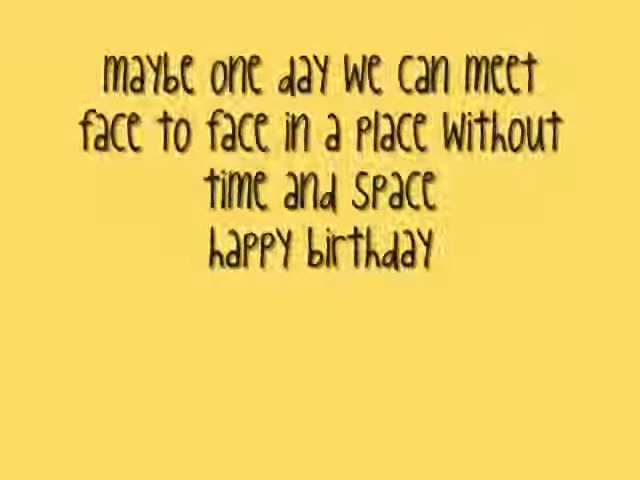 maybe one day we can meet
face to face in a place without
time and space
happy birthday